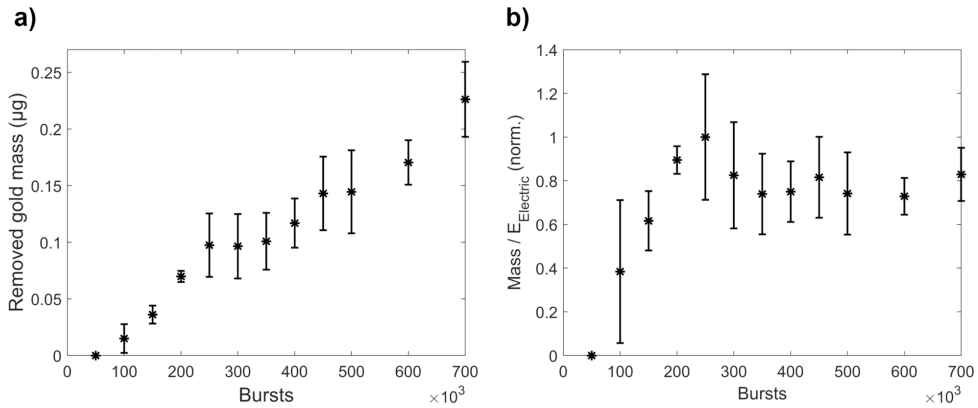 a)
Removed gold mass (µg)
0.25
0.2
0.15
0.1
0.05
0
0 100 200 300 400 500 600 700
Bursts ×10³
b)
Mass / E_Electric (norm.)
1.4
1.2
1
0.8
0.6
0.4
0.2
0
0 100 200 300 400 500 600 700
Bursts ×10³